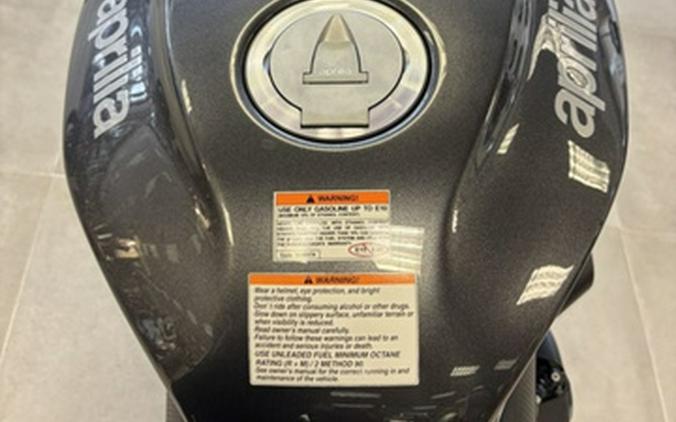 aprilia
aprilia
aprilia
WARNING!
USE ONLY GASOLINE UP TO E10
WARNING!
Wear a helmet, eye protection, and bright
protective clothing.
Don't ride after consuming alcohol or other drugs.
Slow down on slippery surface, unfamiliar terrain or
when visibility is reduced.
Read owner's manual carefully.
Failure to follow these warnings can lead to an
accident and serious injuries or death.
USE UNLEADED FUEL MINIMUM OCTANE
RATING (R + M) / 2 METHOD 90
See owner's manual for the correct running in and
maintenance of the vehicle.